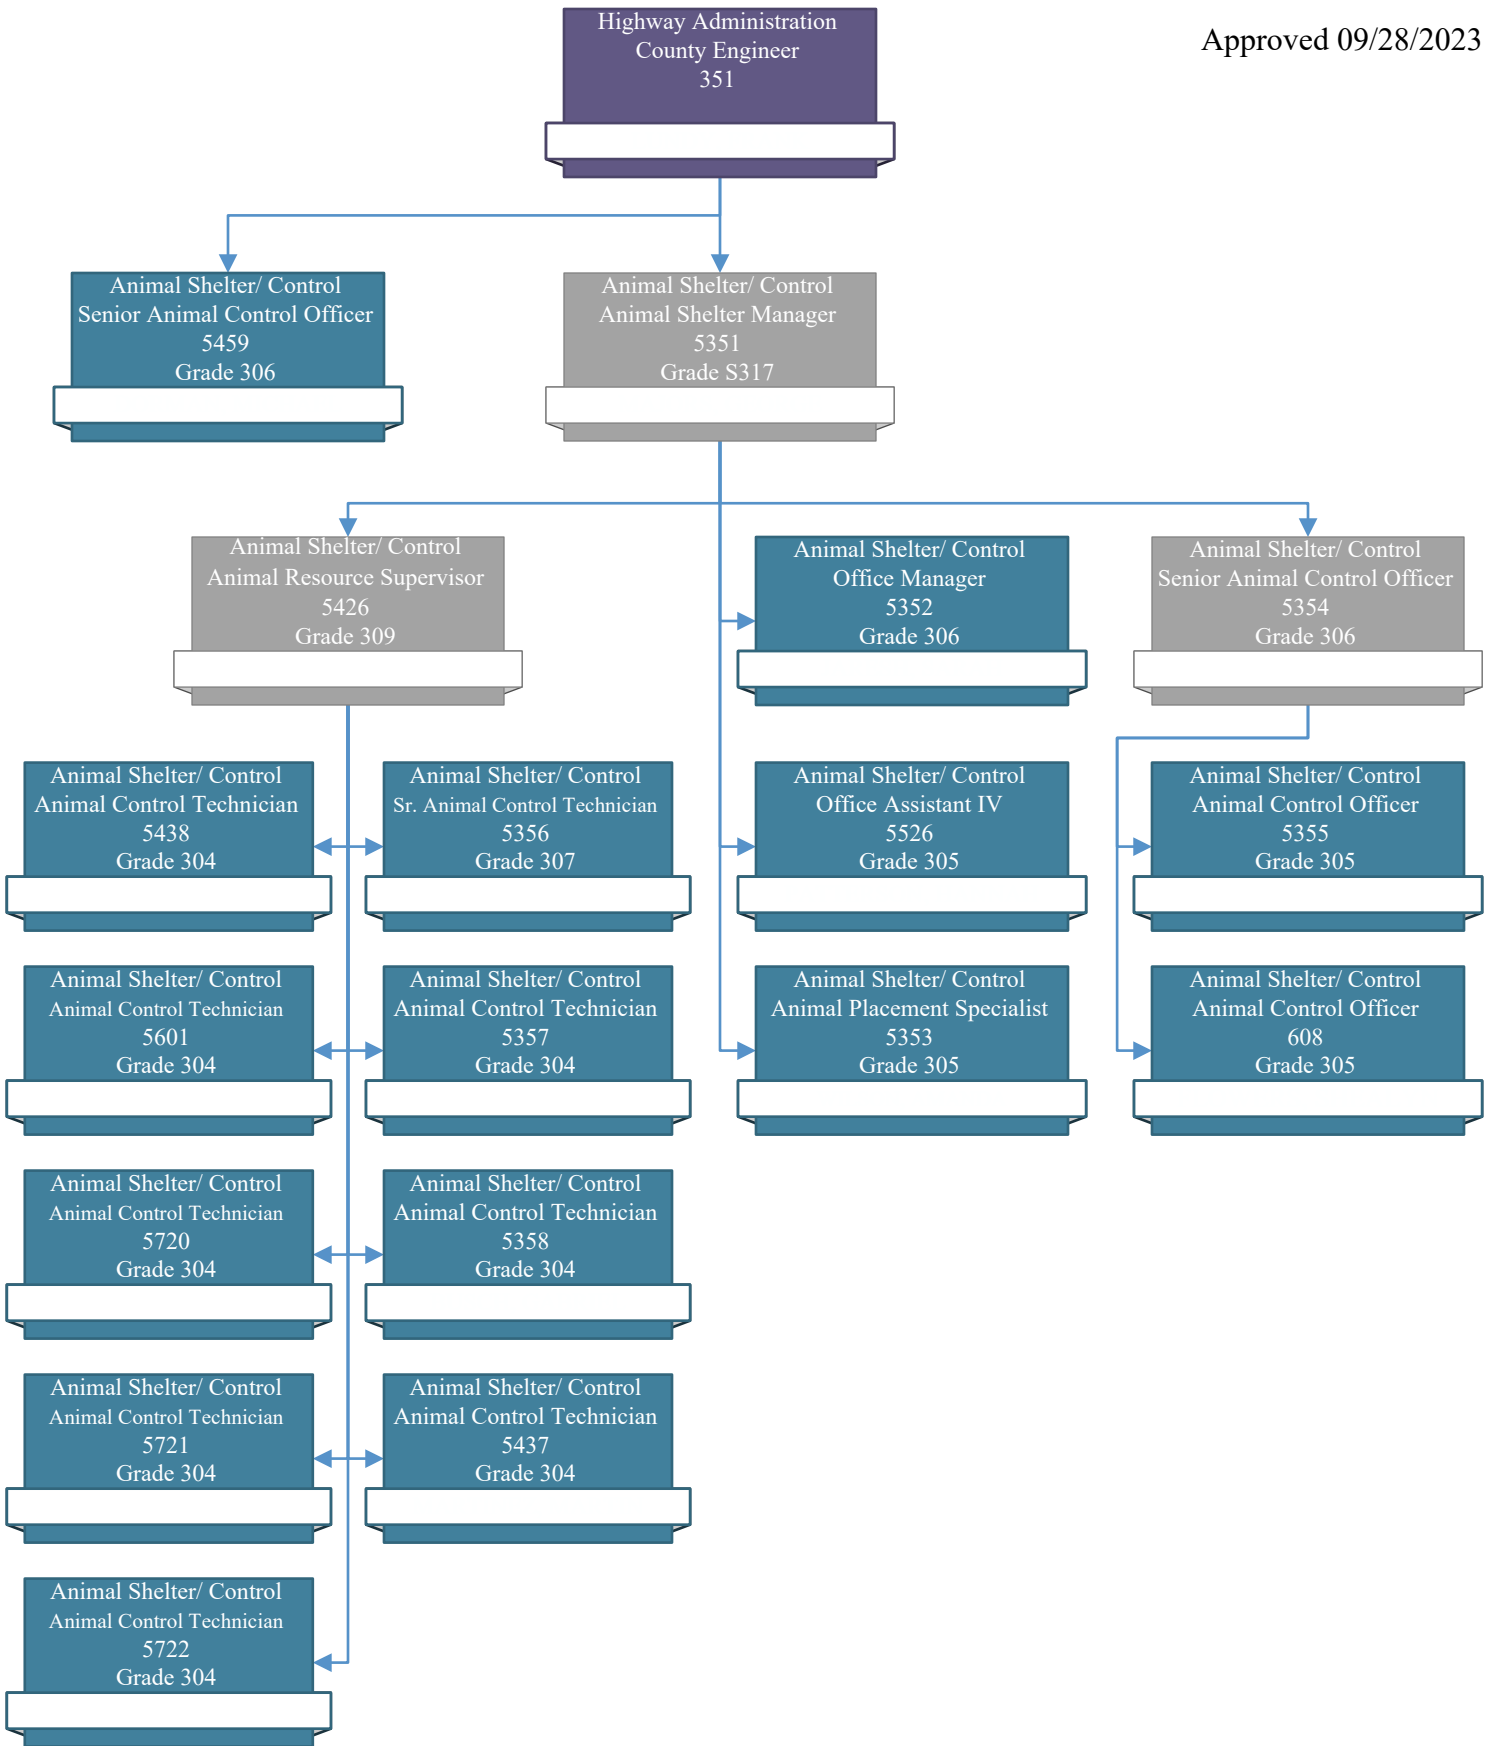 Highway Administration
County Engineer
351
Approved 09/28/2023
Animal Shelter/ Control
Senior Animal Control Officer
5459
Grade 306
Animal Shelter/ Control
Animal Shelter Manager
5351
Grade S317
Animal Shelter/ Control
Animal Resource Supervisor
5426
Grade 309
Animal Shelter/ Control
Office Manager
5352
Grade 306
Animal Shelter/ Control
Senior Animal Control Officer
5354
Grade 306
Animal Shelter/ Control
Animal Control Technician
5438
Grade 304
Animal Shelter/ Control
Sr. Animal Control Technician
5356
Grade 307
Animal Shelter/ Control
Office Assistant IV
5526
Grade 305
Animal Shelter/ Control
Animal Control Officer
5355
Grade 305
Animal Shelter/ Control
Animal Control Technician
5601
Grade 304
Animal Shelter/ Control
Animal Control Technician
5357
Grade 304
Animal Shelter/ Control
Animal Placement Specialist
5353
Grade 305
Animal Shelter/ Control
Animal Control Officer
608
Grade 305
Animal Shelter/ Control
Animal Control Technician
5720
Grade 304
Animal Shelter/ Control
Animal Control Technician
5358
Grade 304
Animal Shelter/ Control
Animal Control Technician
5721
Grade 304
Animal Shelter/ Control
Animal Control Technician
5437
Grade 304
Animal Shelter/ Control
Animal Control Technician
5722
Grade 304